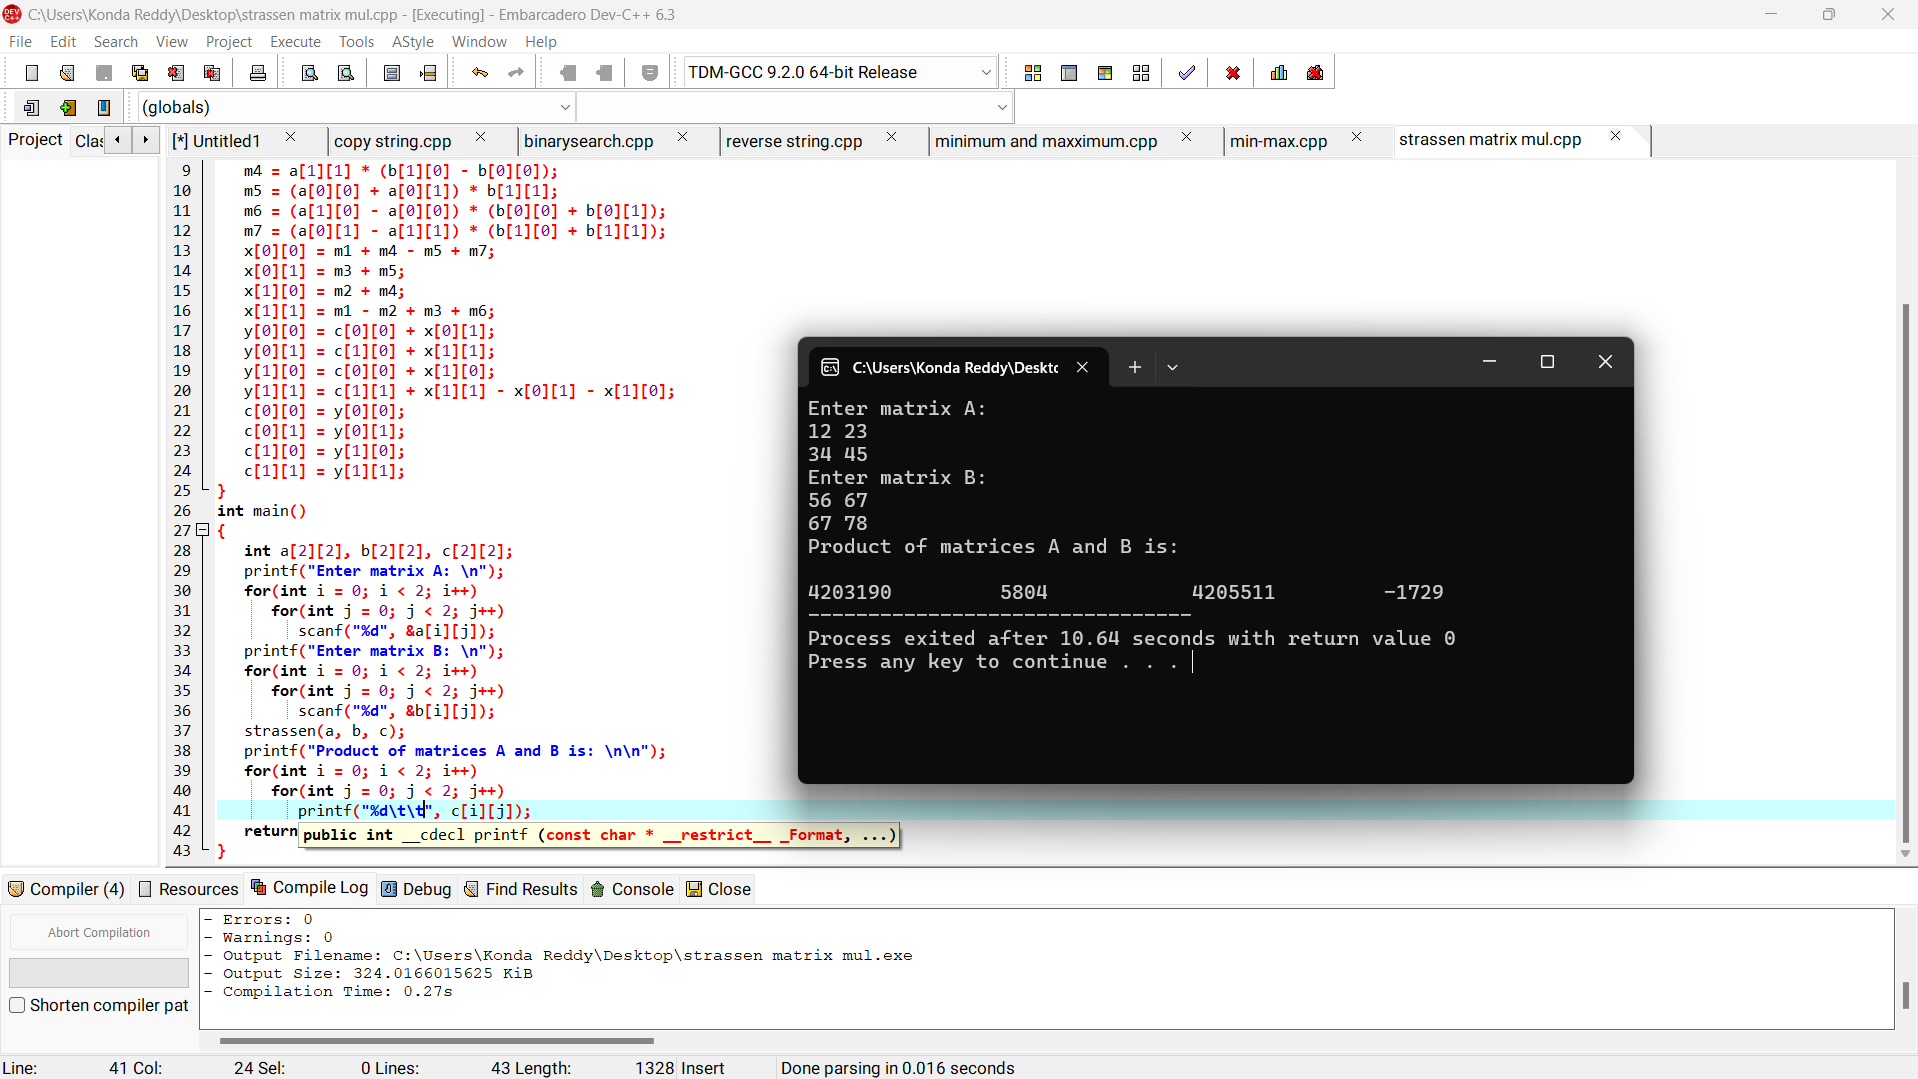 C:\Users\Konda Reddy\Desktop\strassen matrix mul.cpp - [Executing] - Embarcadero Dev-C++ 6.3
File Edit Search View Project Execute Tools AStyle Window Help
TDM-GCC 9.2.0 64-bit Release
(globals)
Project Clas [*] Untitled1 copy string.cpp binarysearch.cpp reverse string.cpp minimum and maxximum.cpp min-max.cpp strassen matrix mul.cpp
9 m4 = a[1][1] * (b[1][0] - b[0][0]);
10 m5 = (a[0][0] + a[0][1]) * b[1][1];
11 m6 = (a[1][0] - a[0][0]) * (b[0][0] + b[0][1]);
12 m7 = (a[0][1] - a[1][1]) * (b[1][0] + b[1][1]);
13 x[0][0] = m1 + m4 - m5 + m7;
14 x[0][1] = m3 + m5;
15 x[1][0] = m2 + m4;
16 x[1][1] = m1 - m2 + m3 + m6;
17 y[0][0] = c[0][0] + x[0][1];
18 y[0][1] = c[1][0] + x[1][1];
19 y[1][0] = c[0][0] + x[1][0];
20 y[1][1] = c[1][1] + x[1][1] - x[0][1] - x[1][0];
21 c[0][0] = y[0][0];
22 c[0][1] = y[0][1];
23 c[1][0] = y[1][0];
24 c[1][1] = y[1][1];
25 }
26 int main()
27 {
28 int a[2][2], b[2][2], c[2][2];
29 printf("Enter matrix A: \n");
30 for(int i = 0; i < 2; i++)
31 for(int j = 0; j < 2; j++)
32 scanf("%d", &a[i][j]);
33 printf("Enter matrix B: \n");
34 for(int i = 0; i < 2; i++)
35 for(int j = 0; j < 2; j++)
36 scanf("%d", &b[i][j]);
37 strassen(a, b, c);
38 printf("Product of matrices A and B is: \n\n");
39 for(int i = 0; i < 2; i++)
40 for(int j = 0; j < 2; j++)
41 printf("%d\t\t", c[i][j]);
42 return
public int __cdecl printf (const char * __restrict__ _Format, ...)
43 }
C:\Users\Konda Reddy\Deskto
Enter matrix A:
12 23
34 45
Enter matrix B:
56 67
67 78
Product of matrices A and B is:
4203190 5804 4205511 -1729
--------------------------------
Process exited after 10.64 seconds with return value 0
Press any key to continue . . .
Compiler (4) Resources Compile Log Debug Find Results Console Close
Abort Compilation
Shorten compiler pat
- Errors: 0
- Warnings: 0
- Output Filename: C:\Users\Konda Reddy\Desktop\strassen matrix mul.exe
- Output Size: 324.0166015625 KiB
- Compilation Time: 0.27s
Line: 41 Col: 24 Sel: 0 Lines: 43 Length: 1328 Insert Done parsing in 0.016 seconds